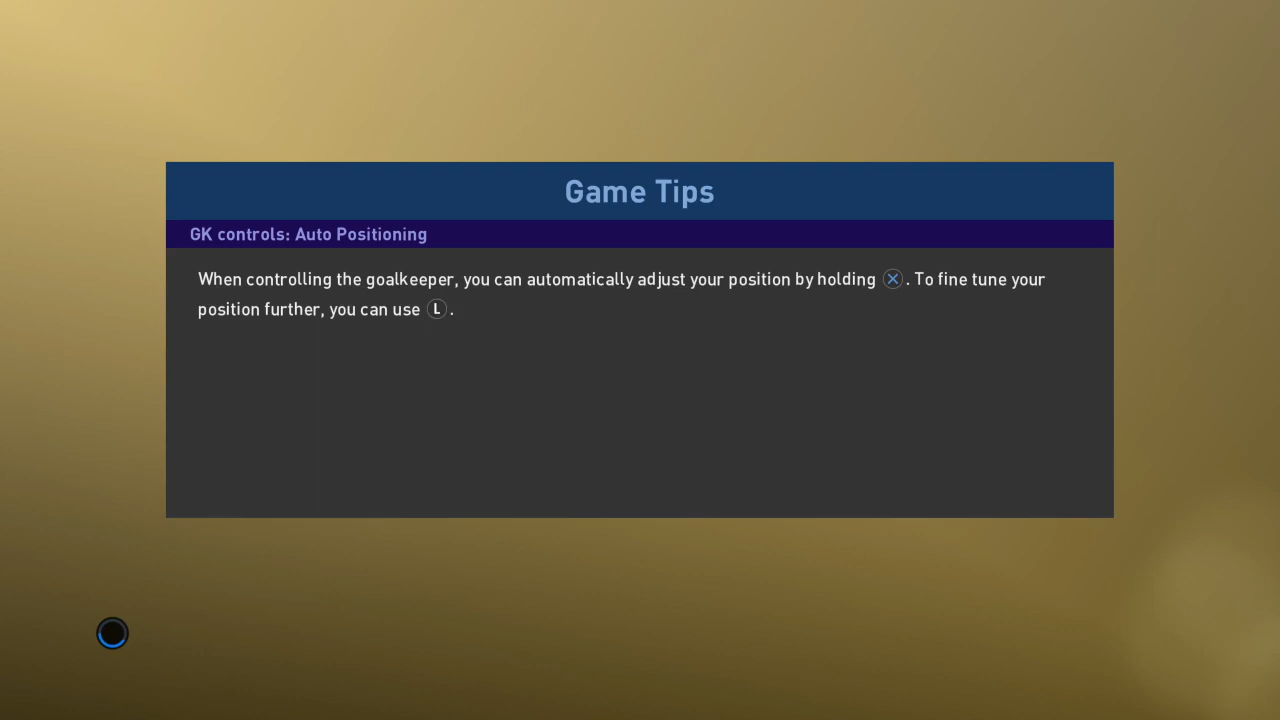 Game Tips
GK controls: Auto Positioning
When controlling the goalkeeper, you can automatically adjust your position by holding ⓧ. To fine tune your
position further, you can use Ⓛ.